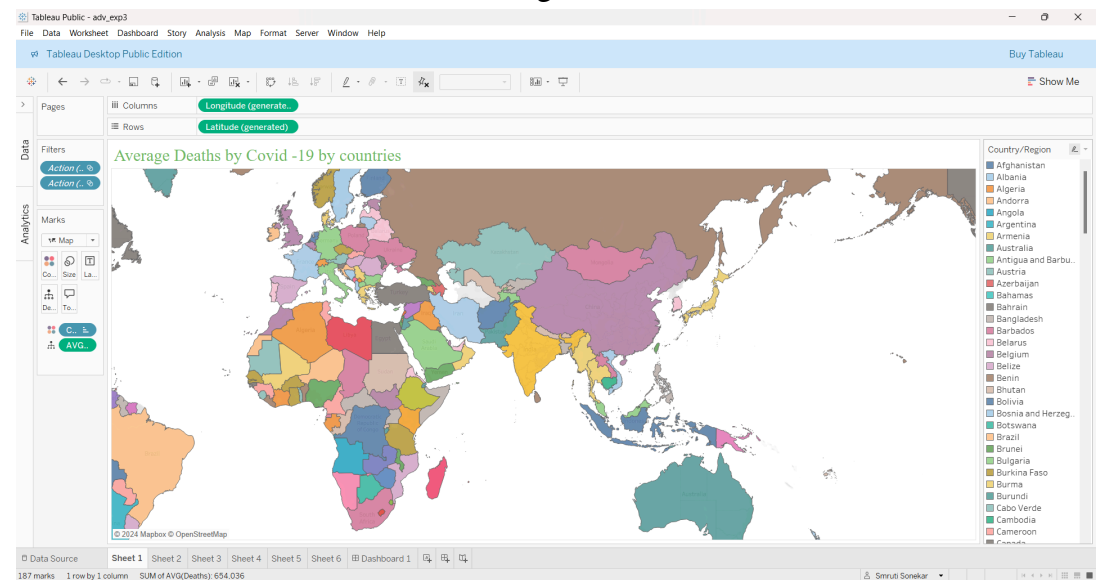 Tableau Public - adv_exp3
File Data Worksheet Dashboard Story Analysis Map Format Server Window Help
Tableau Desktop Public Edition
Buy Tableau
Show Me
Pages
Columns
Longitude (generate..
Rows
Latitude (generated)
Data
Analytics
Filters
Action (..
Action (..
Marks
Map
Co... Size La...
De... To...
C..
AVG..
Average Deaths by Covid -19 by countries
© 2024 Mapbox © OpenStreetMap
Country/Region
Afghanistan
Albania
Algeria
Andorra
Angola
Argentina
Armenia
Australia
Antigua and Barbu..
Austria
Azerbaijan
Bahamas
Bahrain
Bangladesh
Barbados
Belarus
Belgium
Belize
Benin
Bhutan
Bolivia
Bosnia and Herzeg..
Botswana
Brazil
Brunei
Bulgaria
Burkina Faso
Burma
Burundi
Cabo Verde
Cambodia
Cameroon
Canada
Data Source
Sheet 1 Sheet 2 Sheet 3 Sheet 4 Sheet 5 Sheet 6 Dashboard 1
187 marks 1 row by 1 column SUM of AVG(Deaths): 654,036
Smruti Sonekar